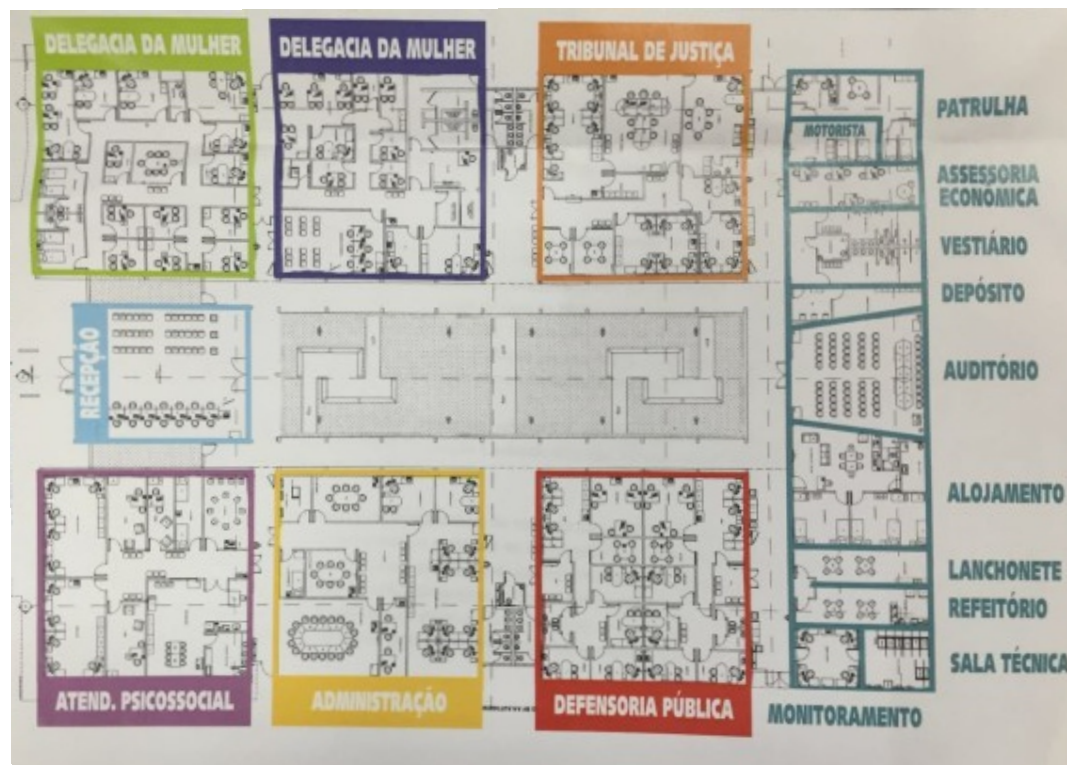 DELEGACIA DA MULHER
DELEGACIA DA MULHER
TRIBUNAL DE JUSTIÇA
PATRULHA
MOTORISTA
ASSESSORIA
ECONÔMICA
VESTIÁRIO
DEPÓSITO
RECEPÇÃO
AUDITÓRIO
ALOJAMENTO
LANCHONETE
REFEITÓRIO
SALA TÉCNICA
ATEND. PSICOSSOCIAL
ADMINISTRAÇÃO
DEFENSORIA PÚBLICA
MONITORAMENTO